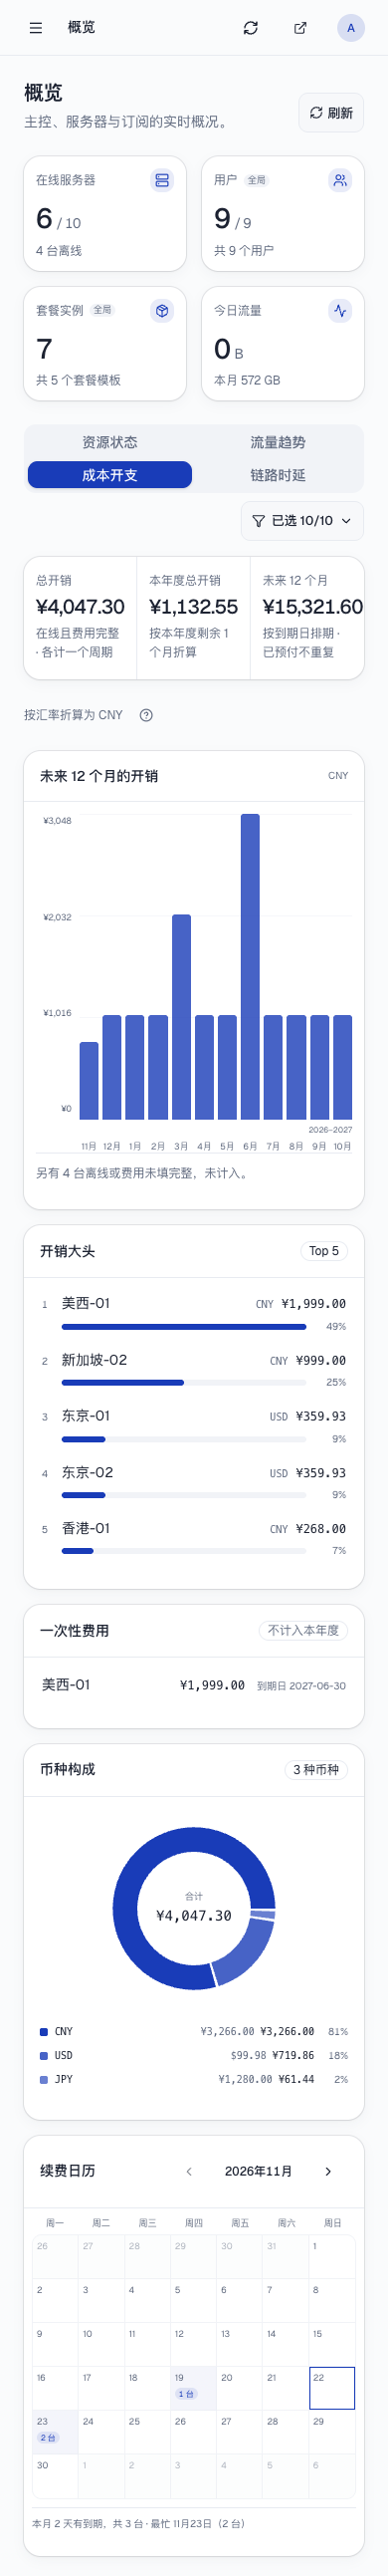 概览
A
概览
主控、服务器与订阅的实时概况。
刷新
在线服务器
6 / 10
4 台离线
用户 全局
9 / 9
共 9 个用户
套餐实例 全局
7
共 5 个套餐模板
今日流量
0 B
本月 572 GB
资源状态
流量趋势
成本开支
链路时延
已选 10/10
总开销
¥4,047.30
在线且费用完整
· 各计一个周期
本年度总开销
¥1,132.55
按本年度剩余 1
个月折算
未来 12 个月
¥15,321.60
按到期日排期 ·
已预付不重复
按汇率折算为 CNY
未来 12 个月的开销
CNY
¥3,048
¥2,032
¥1,016
¥0
2026–2027
11月 12月 1月 2月 3月 4月 5月 6月 7月 8月 9月 10月
另有 4 台离线或费用未填完整，未计入。
开销大头
Top 5
1 美西-01 CNY ¥1,999.00
49%
2 新加坡-02 CNY ¥999.00
25%
3 东京-01 USD ¥359.93
9%
4 东京-02 USD ¥359.93
9%
5 香港-01 CNY ¥268.00
7%
一次性费用
不计入本年度
美西-01 ¥1,999.00 到期日 2027-06-30
币种构成
3 种币种
合计
¥4,047.30
CNY ¥3,266.00 ¥3,266.00 81%
USD $99.98 ¥719.86 18%
JPY ¥1,280.00 ¥61.44 2%
续费日历
2026年11月
周一 周二 周三 周四 周五 周六 周日
26 27 28 29 30 31 1
2 3 4 5 6 7 8
9 10 11 12 13 14 15
16 17 18 19 20 21 22
1 台
23 24 25 26 27 28 29
2 台
30 1 2 3 4 5 6
本月 2 天有到期，共 3 台 · 最忙 11月23日（2 台）